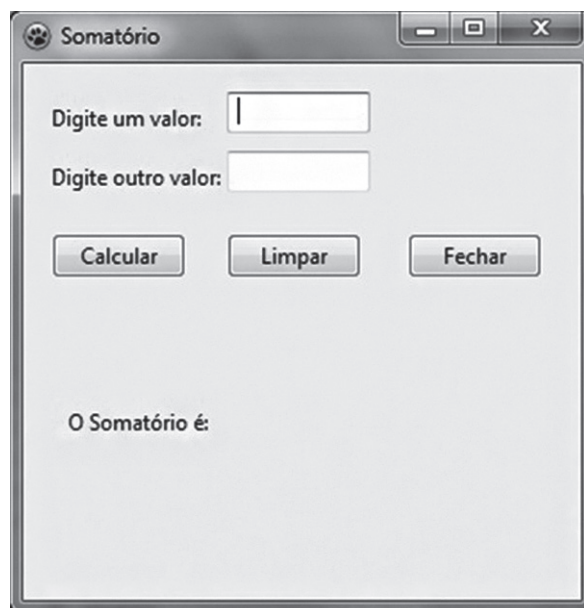 Somatório
Digite um valor:
Digite outro valor:
Calcular Limpar Fechar
O Somatório é: